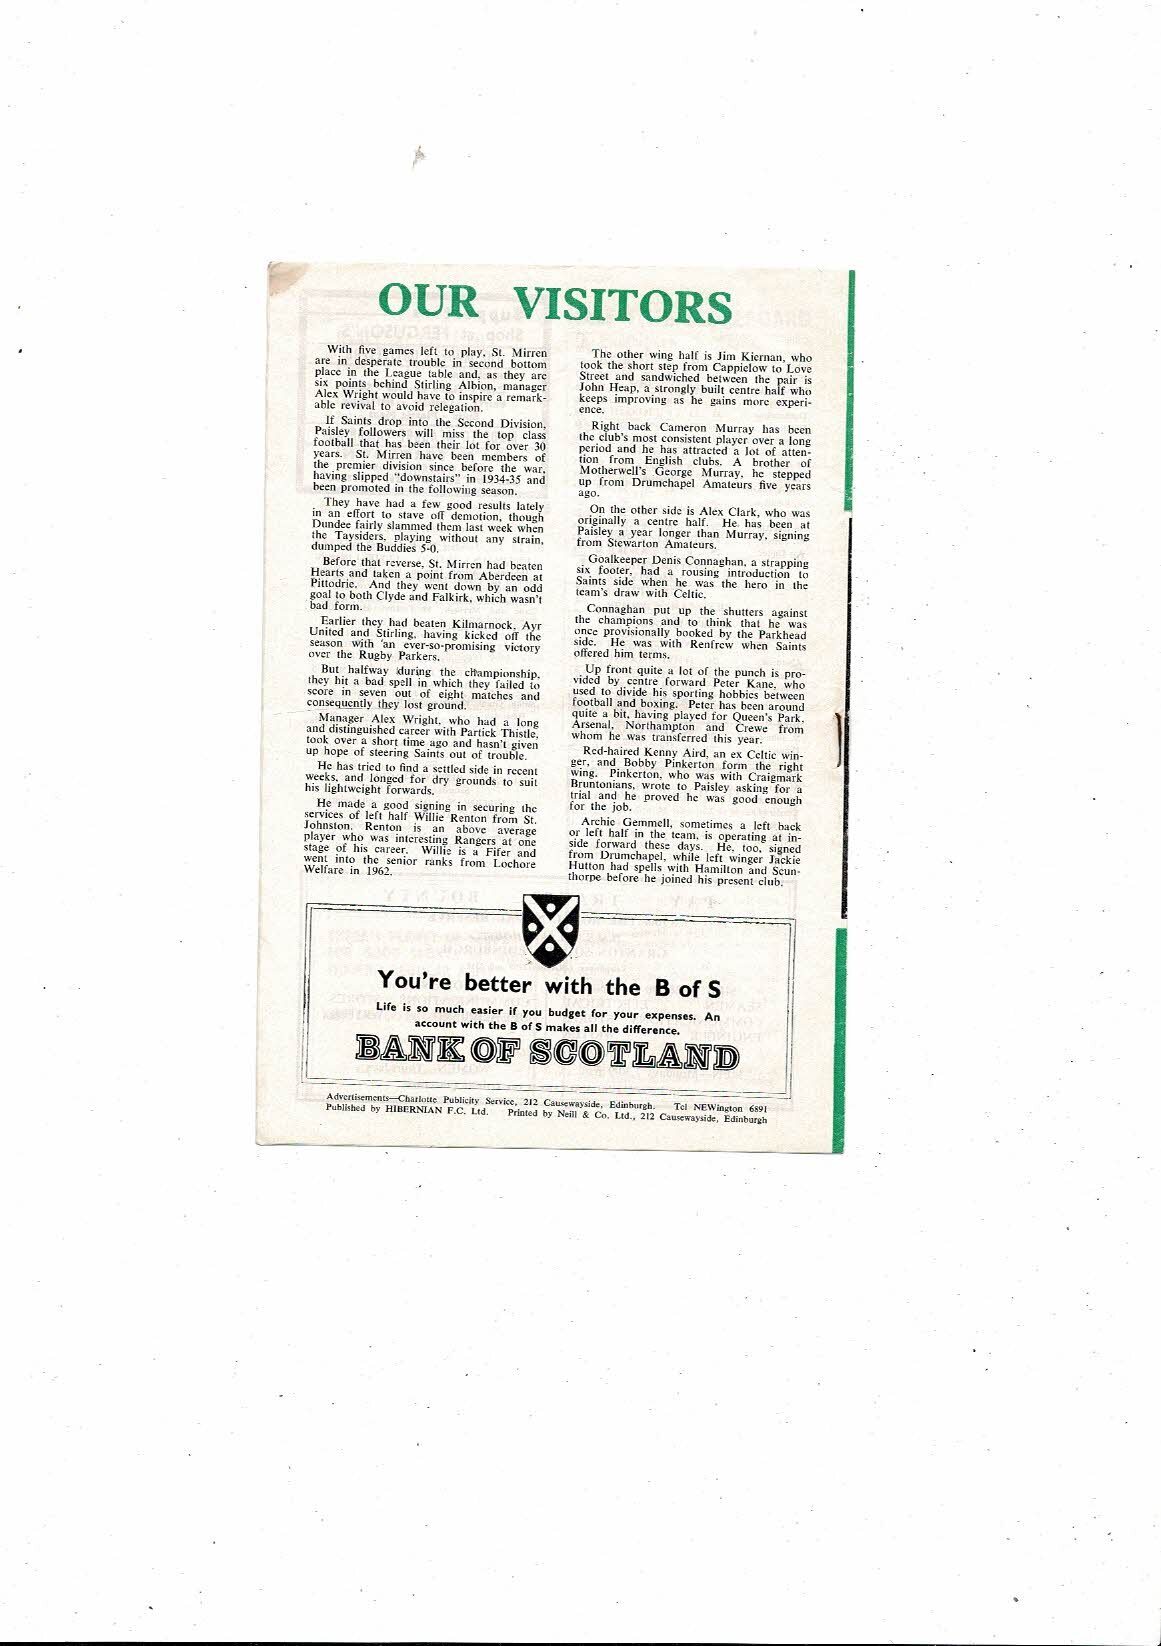 OUR VISITORS
With five games left to play, St. Mirren
are in desperate trouble in second bottom
place in the League table and, as they are
six points behind Stirling Albion, manager
Alex Wright would have to inspire a remark-
able revival to avoid relegation.
If Saints drop into the Second Division,
Paisley followers will miss the top class
football that has been their lot for over 30
years. St. Mirren have been members of
the premier division since before the war,
having slipped "downstairs" in 1934-35 and
been promoted in the following season.
They have had a few good results lately
in an effort to stave off demotion, though
Dundee fairly slammed them last week when
the Taysiders, playing without any strain,
dumped the Buddies 5-0.
Before that reverse, St. Mirren had beaten
Hearts and taken a point from Aberdeen at
Pittodrie. And they went down by an odd
goal to both Clyde and Falkirk, which wasn't
bad form.
Earlier they had beaten Kilmarnock, Ayr
United and Stirling, having kicked off the
season with an ever-so-promising victory
over the Rugby Parkers.
But halfway during the championship,
they hit a bad spell in which they failed to
score in seven out of eight matches and
consequently they lost ground.
Manager Alex Wright, who had a long
and distinguished career with Partick Thistle,
took over a short time ago and hasn't given
up hope of steering Saints out of trouble.
He has tried to find a settled side in recent
weeks, and longed for dry grounds to suit
his lightweight forwards.
He made a good signing in securing the
services of left half Willie Renton from St.
Johnston. Renton is an above average
player who was interesting Rangers at one
stage of his career. Willie is a Fifer and
went into the senior ranks from Lochore
Welfare in 1962.
The other wing half is Jim Kiernan, who
took the short step from Cappielow to Love
Street and sandwiched between the pair is
John Heap, a strongly built centre half who
keeps improving as he gains more experi-
ence.
Right back Cameron Murray has been
the club's most consistent player over a long
period and he has attracted a lot of atten-
tion from English clubs. A brother of
Motherwell's George Murray, he stepped
up from Drumchapel Amateurs five years
ago.
On the other side is Alex Clark, who was
originally a centre half. He has been at
Paisley a year longer than Murray, signing
from Stewarton Amateurs.
Goalkeeper Denis Connaghan, a strapping
six footer, had a rousing introduction to
Saints side when he was the hero in the
team's draw with Celtic.
Connaghan put up the shutters against
the champions and to think that he was
once provisionally booked by the Parkhead
side. He was with Renfrew when Saints
offered him terms.
Up front quite a lot of the punch is pro-
vided by centre forward Peter Kane, who
used to divide his sporting hobbies between
football and boxing. Peter has been around
quite a bit, having played for Queen's Park,
Arsenal, Northampton and Crewe from
whom he was transferred this year.
Red-haired Kenny Aird, an ex Celtic win-
ger, and Bobby Pinkerton form the right
wing. Pinkerton, who was with Craigmark
Bruntonians, wrote to Paisley asking for a
trial and he proved he was good enough
for the job.
Archie Gemmell, sometimes a left back
or left half in the team, is operating at in-
side forward these days. He, too, signed
from Drumchapel, while left winger Jackie
Hutton had spells with Hamilton and Scun-
thorpe before he joined his present club.
You're better with the B of S
Life is so much easier if you budget for your expenses. An
account with the B of S makes all the difference.
BANK OF SCOTLAND
Advertisements—Charlotte Publicity Service, 212 Causewayside, Edinburgh. Tel NEWington 6891
Published by HIBERNIAN F.C. Ltd. Printed by Neill & Co. Ltd., 212 Causewayside, Edinburgh